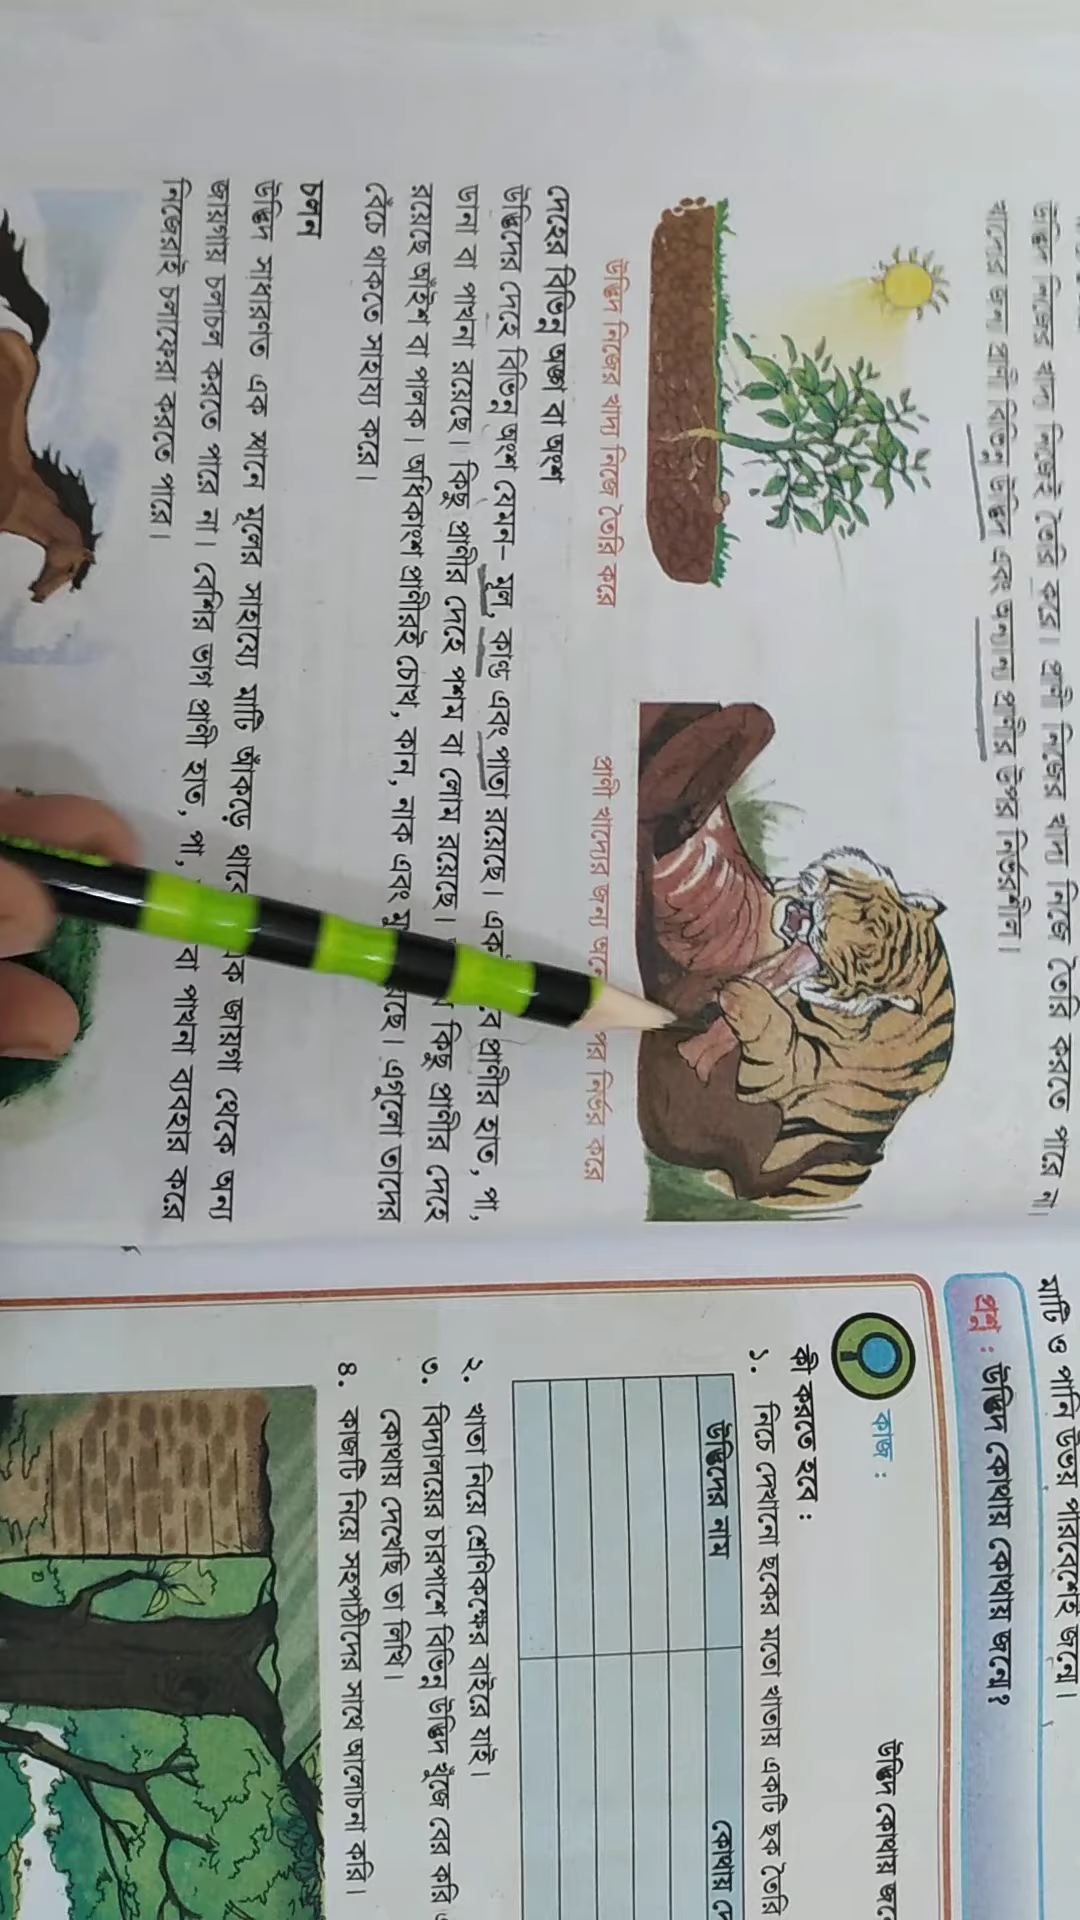 উদ্ভিদ নিজের খাদ্য নিজেই তৈরি করে। প্রাণী নিজের খাদ্য নিজে তৈরি করতে পারে না।
খাদ্যের জন্য প্রাণী বিভিন্ন উদ্ভিদ এবং অন্যান্য প্রাণীর উপর নির্ভরশীল।
উদ্ভিদ নিজের খাদ্য নিজে তৈরি করে
প্রাণী খাদ্যের জন্য পর নির্ভর করে
দেহের বিভিন্ন অঙ্গ বা অংশ
উদ্ভিদের দেহে বিভিন্ন অংশ যেমন- মূল, কাণ্ড এবং পাতা রয়েছে। প্রাণীর হাত, পা,
ডানা বা পাখনা রয়েছে। কিছু প্রাণীর দেহে পশম বা লোম রয়েছে। কিছু প্রাণীর দেহে
রয়েছে আঁইশ বা পালক। অধিকাংশ প্রাণীরই চোখ, কান, নাক এবং এগুলো তাদের
বেঁচে থাকতে সাহায্য করে।
চলন
উদ্ভিদ সাধারণত এক স্থানে মূলের সাহায্যে মাটি আঁকড়ে জায়গা থেকে অন্য
জায়গায় চলাচল করতে পারে না। বেশির ভাগ প্রাণী হাত, পা, বা পাখনা ব্যবহার করে
নিজেরাই চলাফেরা করতে পারে।
মাটি ও পানি উভয় পরিবেশেই জন্মে।
প্রশ্ন : উদ্ভিদ কোথায় কোথায় জন্মে?
কাজ :
উদ্ভিদ কোথায়
কী করতে হবে :
১. নিচে দেখানো ছকের মতো খাতায় একটি ছক তৈরি
উদ্ভিদের নাম
কোথায়
২. খাতা নিয়ে শ্রেণিকক্ষের বাইরে যাই।
৩. বিদ্যালয়ের চারপাশে বিভিন্ন উদ্ভিদ খুঁজে বের করি
কোথায় দেখেছি তা লিখি।
৪. কাজটি নিয়ে সহপাঠীদের সাথে আলোচনা করি।